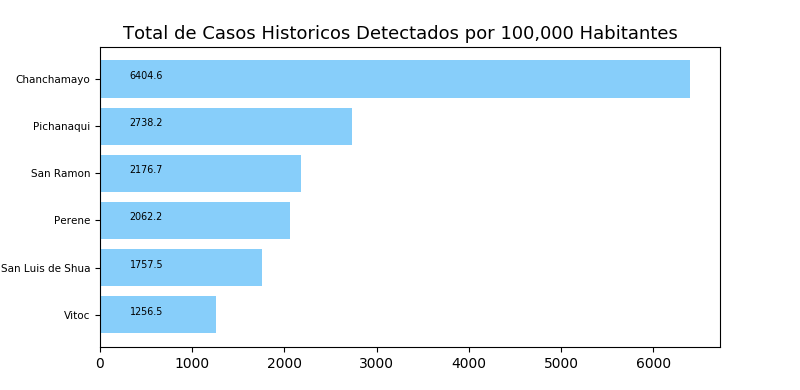 Total de Casos Historicos Detectados por 100,000 Habitantes
Chanchamayo 6404.6
Pichanaqui 2738.2
San Ramon 2176.7
Perene 2062.2
San Luis de Shua 1757.5
Vitoc 1256.5
0 1000 2000 3000 4000 5000 6000